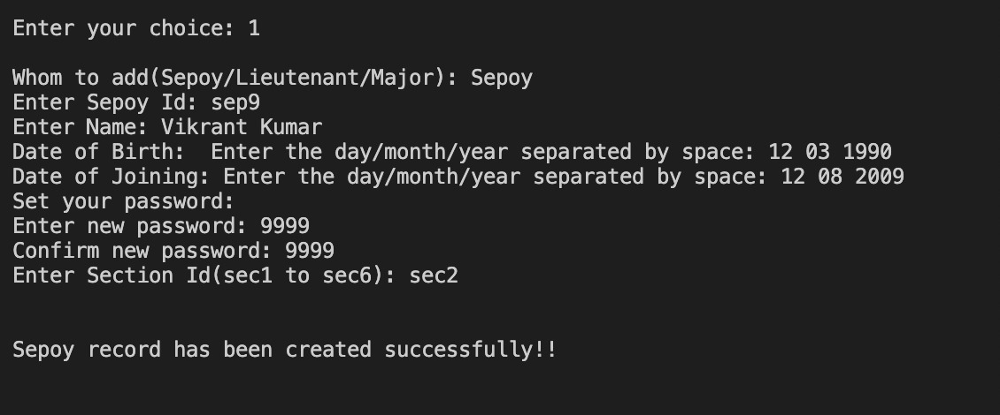 Enter your choice: 1
Whom to add(Sepoy/Lieutenant/Major): Sepoy
Enter Sepoy Id: sep9
Enter Name: Vikrant Kumar
Date of Birth:  Enter the day/month/year separated by space: 12 03 1990
Date of Joining: Enter the day/month/year separated by space: 12 08 2009
Set your password:
Enter new password: 9999
Confirm new password: 9999
Enter Section Id(sec1 to sec6): sec2
Sepoy record has been created successfully!!